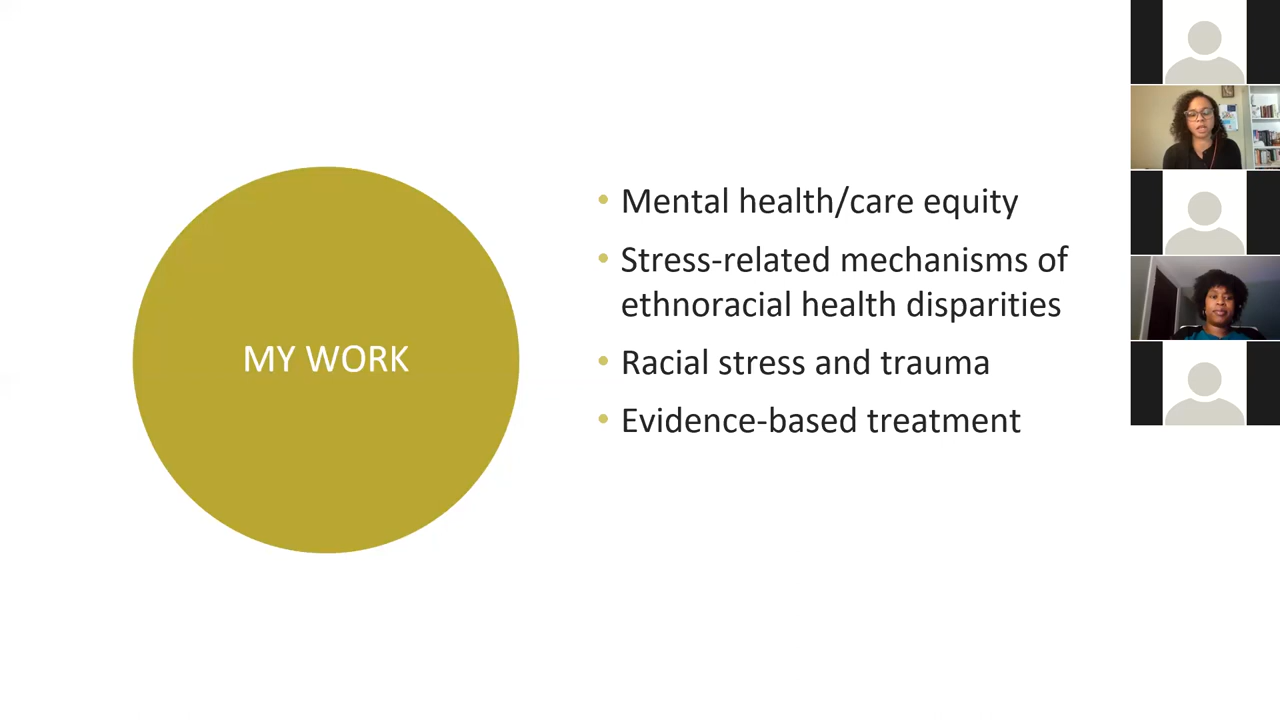 MY WORK
• Mental health/care equity
• Stress-related mechanisms of
ethnoracial health disparities
• Racial stress and trauma
• Evidence-based treatment